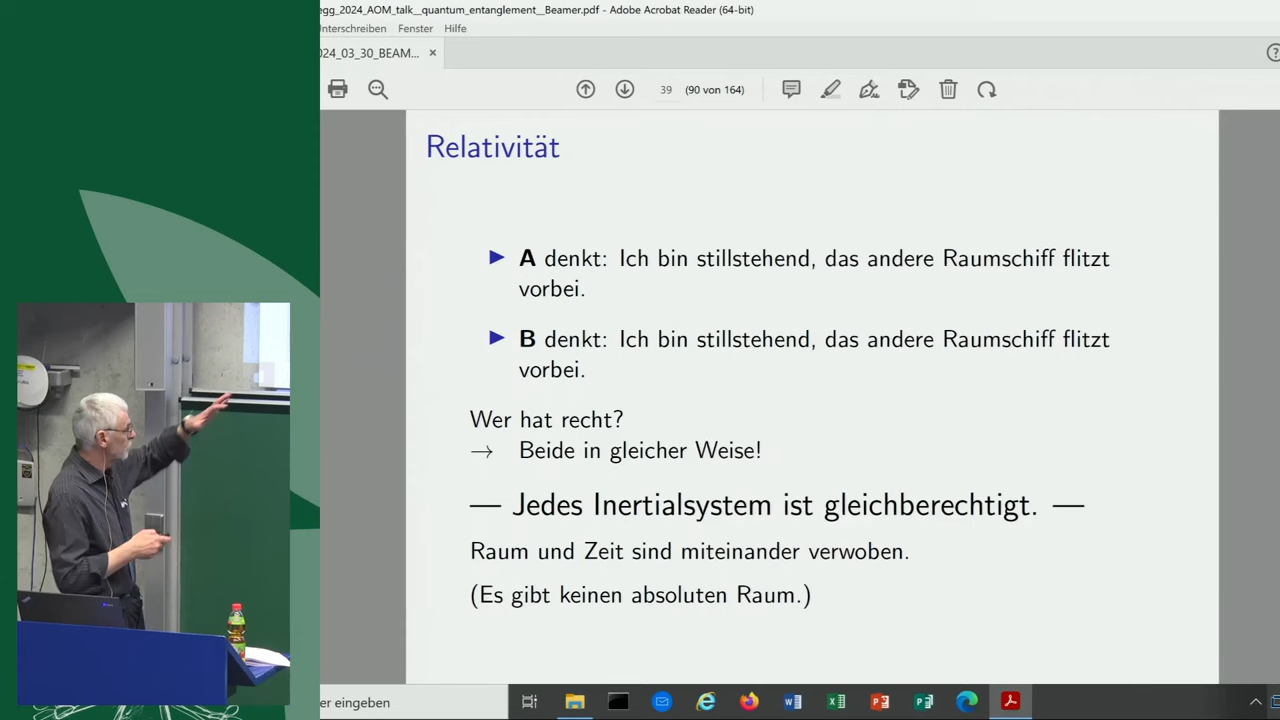 egg_2024_AOM_talk__quantum_entanglement__Beamer.pdf - Adobe Acrobat Reader (64-bit)
Unterschreiben Fenster Hilfe
024_03_30_BEAM... ×
39 (90 von 164)
Relativität
▶ A denkt: Ich bin stillstehend, das andere Raumschiff flitzt
vorbei.
▶ B denkt: Ich bin stillstehend, das andere Raumschiff flitzt
vorbei.
Wer hat recht?
→ Beide in gleicher Weise!
— Jedes Inertialsystem ist gleichberechtigt. —
Raum und Zeit sind miteinander verwoben.
(Es gibt keinen absoluten Raum.)
er eingeben